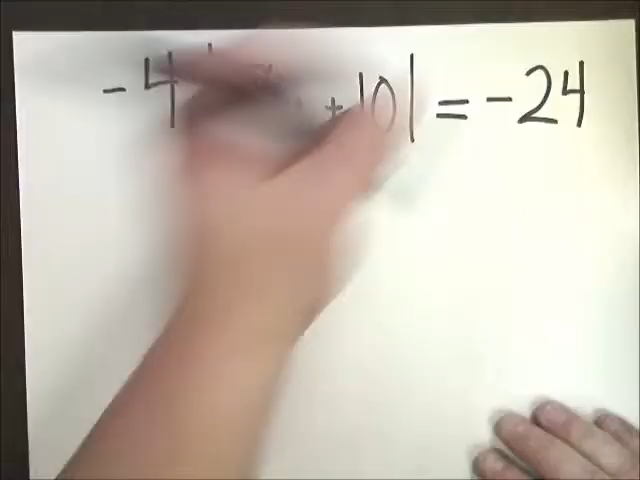 -4| +10| = -24